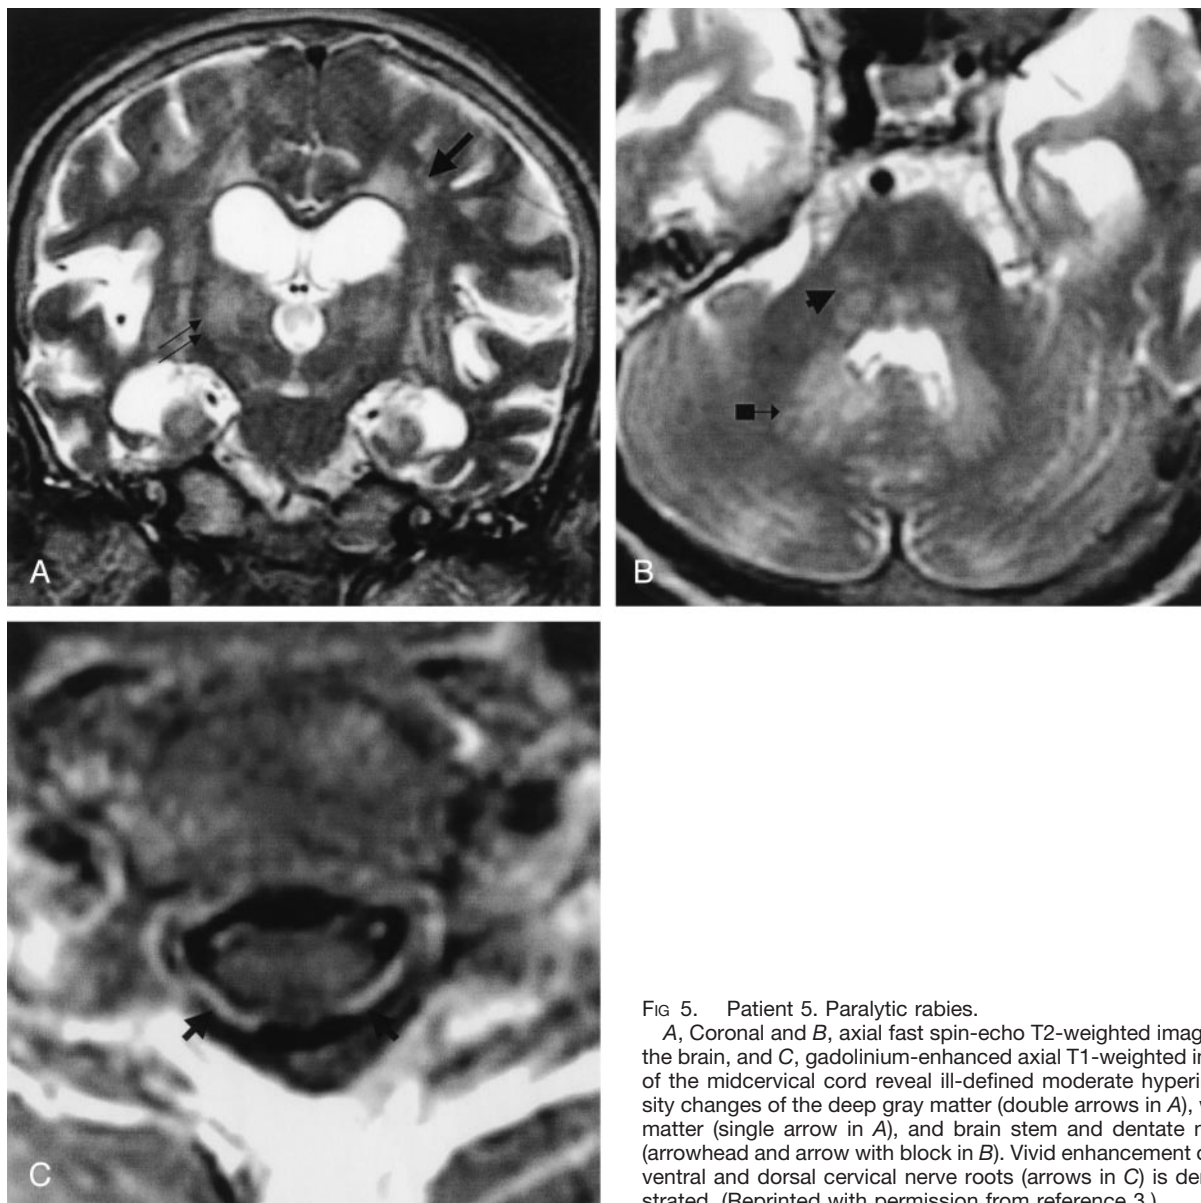 A
B
C
FIG 5. Patient 5. Paralytic rabies.
A, Coronal and B, axial fast spin-echo T2-weighted imag
the brain, and C, gadolinium-enhanced axial T1-weighted i
of the midcervical cord reveal ill-defined moderate hyperi
sity changes of the deep gray matter (double arrows in A),
matter (single arrow in A), and brain stem and dentate
(arrowhead and arrow with block in B). Vivid enhancement
ventral and dorsal cervical nerve roots (arrows in C) is de
strated. (Reprinted with permission from reference 3.)